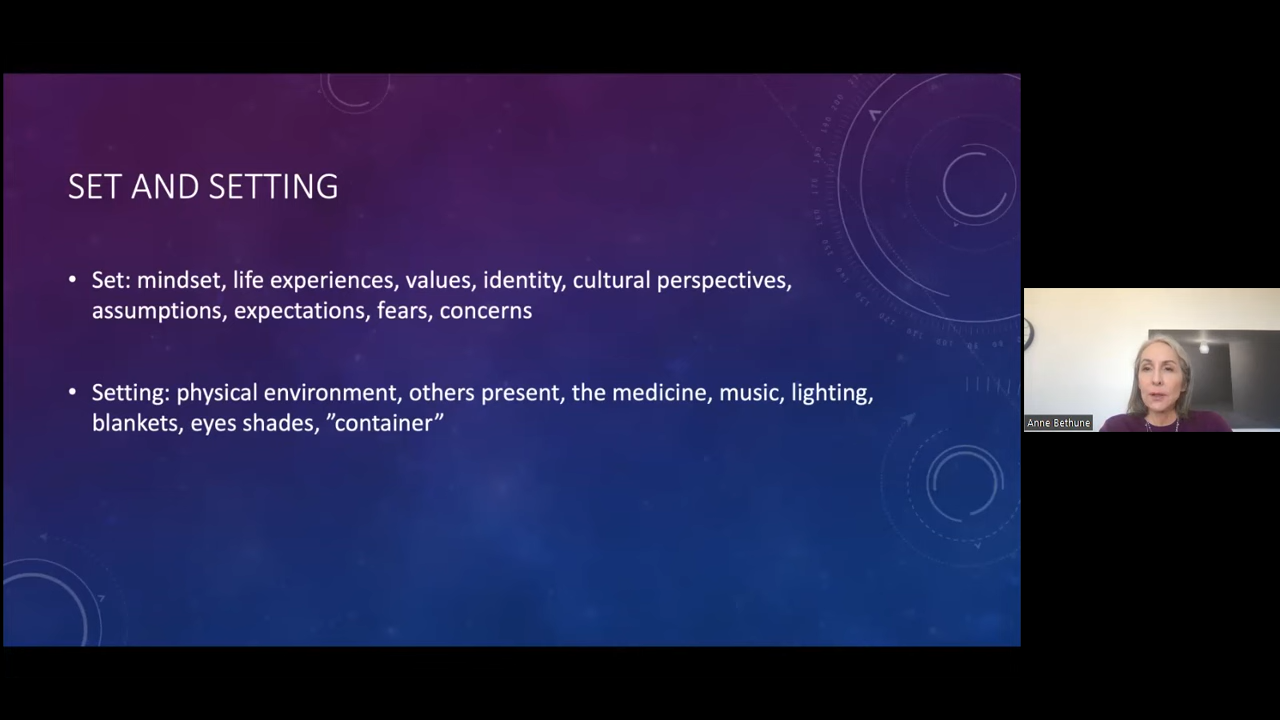 SET AND SETTING
• Set: mindset, life experiences, values, identity, cultural perspectives,
assumptions, expectations, fears, concerns
• Setting: physical environment, others present, the medicine, music, lighting,
blankets, eyes shades, ”container”
Anne Bethune